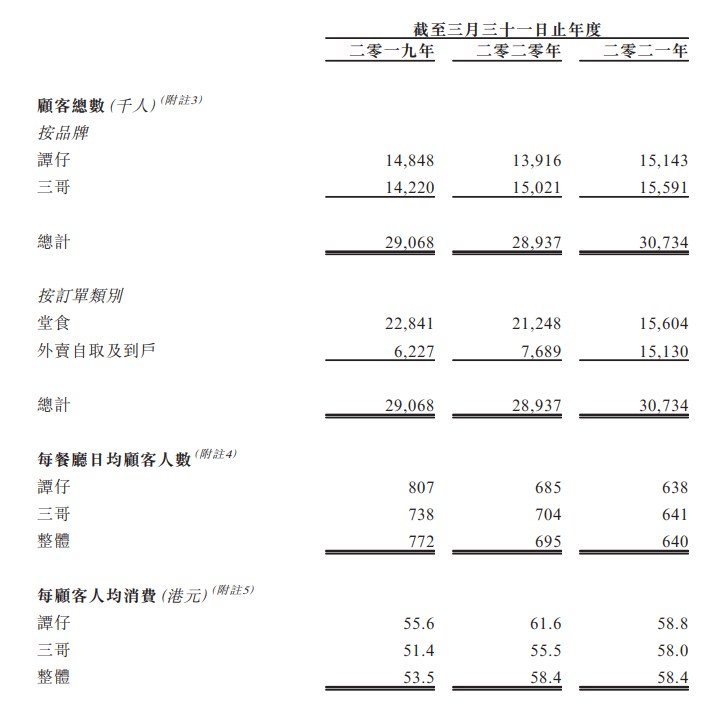 截至三月三十一日止年度
二零一九年 二零二零年 二零二一年
顧客總數(千人)(附註3)
按品牌
譚仔 14,848 13,916 15,143
三哥 14,220 15,021 15,591
總計 29,068 28,937 30,734
按訂單類別
堂食 22,841 21,248 15,604
外賣自取及到戶 6,227 7,689 15,130
總計 29,068 28,937 30,734
每餐廳日均顧客人數(附註4)
譚仔 807 685 638
三哥 738 704 641
整體 772 695 640
每顧客人均消費(港元)(附註5)
譚仔 55.6 61.6 58.8
三哥 51.4 55.5 58.0
整體 53.5 58.4 58.4